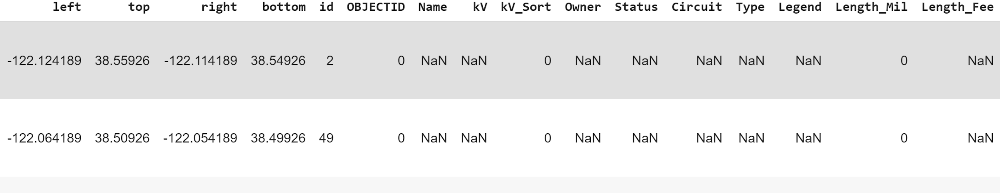 left top right bottom id OBJECTID Name kV kV_Sort Owner Status Circuit Type Legend Length_Mil Length_Fee
-122.124189 38.55926 -122.114189 38.54926 2 0 NaN NaN 0 NaN NaN NaN NaN NaN 0 NaN
-122.064189 38.50926 -122.054189 38.49926 49 0 NaN NaN 0 NaN NaN NaN NaN NaN 0 NaN